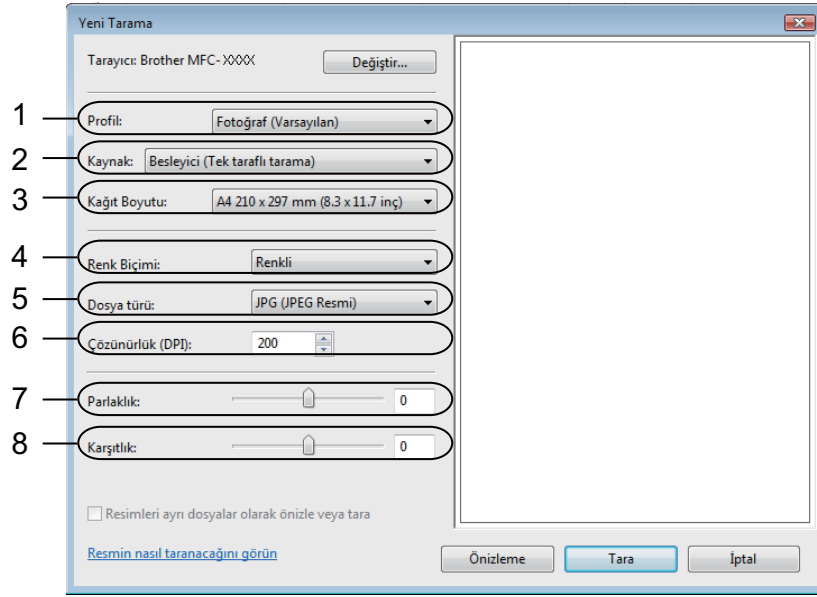 Yeni Tarama
Tarayıcı: Brother MFC-XXXX Değiştir...
1 Profil: Fotoğraf (Varsayılan)
2 Kaynak: Besleyici (Tek taraflı tarama)
3 Kağıt Boyutu: A4 210 x 297 mm (8.3 x 11.7 inç)
4 Renk Biçimi: Renkli
5 Dosya türü: JPG (JPEG Resmi)
6 Çözünürlük (DPI): 200
7 Parlaklık: 0
8 Karşıtlık: 0
Resimleri ayrı dosyalar olarak önizle veya tara
Resmin nasıl taranacağını görün
Önizleme Tara İptal